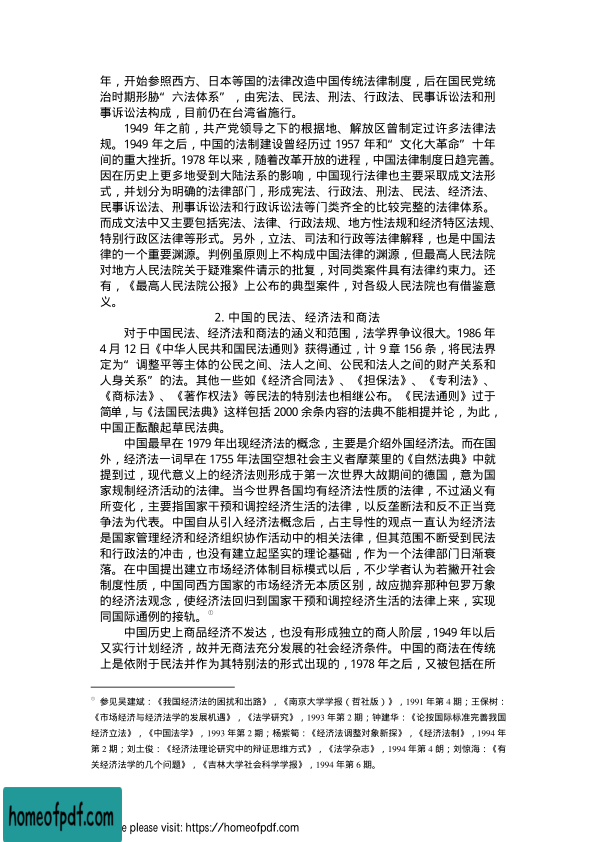 年，开始参照西方、日本等国的法律改造中国传统法律制度，后在国民党统
治时期形胁"六法体系"，由宪法、民法、刑法、行政法、民事诉讼法和刑
事诉讼法构成，目前仍在台湾省施行。
1949 年之前，共产党领导之下的根据地、解放区曾制定过许多法律法
规。1949 年之后，中国的法制建设曾经历过 1957 年和"文化大革命"十年
间的重大挫折。1978 年以来，随着改革开放的进程，中国法律制度日趋完善。
因在历史上更多地受到大陆法系的影响，中国现行法律也主要采取成文法形
式，并划分为明确的法律部门，形成宪法、行政法、刑法、民法、经济法、
民事诉讼法、刑事诉讼法和行政诉讼法等门类齐全的比较完整的法律体系。
而成文法中又主要包括宪法、法律、行政法规、地方性法规和经济特区法规、
特别行政区法律等形式。另外，立法、司法和行政等法律解释，也是中国法
律的一个重要渊源。判例虽原则上不构成中国法律的渊源，但最高人民法院
对地方人民法院关于疑难案件请示的批复，对同类案件具有法律约束力。还
有，《最高人民法院公报》上公布的典型案件，对各级人民法院也有借鉴意
义。
2. 中国的民法、经济法和商法
对于中国民法、经济法和商法的涵义和范围，法学界争议很大。1986 年
4 月 12 日《中华人民共和国民法通则》获得通过，计 9 章 156 条，将民法界
定为"调整平等主体的公民之间、法人之间、公民和法人之间的财产关系和
人身关系"的法。其他一些如《经济合同法》、《担保法》、《专利法》、
《商标法》、《著作权法》等民法的特别法也相继公布。《民法通则》过于
简单，与《法国民法典》这样包括 2000 余条内容的法典不能相提并论，为此，
中国正酝酿起草民法典。
中国最早在 1979 年出现经济法的概念，主要是介绍外国经济法。而在国
外，经济法一词早在 1755 年法国空想社会主义者摩莱里的《自然法典》中就
提到过，现代意义上的经济法则形成于第一次世界大故期间的德国，意为国
家规制经济活动的法律。当今世界各国均有经济法性质的法律，不过涵义有
所变化，主要指国家干预和调控经济生活的法律，以反垄断法和反不正当竞
争法为代表。中国自从引入经济法概念后，占主导性的观点一直认为经济法
是国家管理经济和经济组织协作活动中的相关法律，但其范围不断受到民法
和行政法的冲击，也没有建立起坚实的理论基础，作为一个法律部门日渐衰
落。在中国提出建立市场经济体制目标模式以后，不少学者认为若撇开社会
制度性质，中国同西方国家的市场经济无本质区别，故应抛弃那种包罗万象
的经济法观念，使经济法回归到国家干预和调控经济生活的法律上来，实现
同国际通例的接轨。①
中国历史上商品经济不发达，也没有形成独立的商人阶层，1949 年以后
又实行计划经济，故并无商法充分发展的社会经济条件。中国的商法在传统
上是依附于民法并作为其特别法的形式出现的，1978 年之后，又被包括在所
① 参见吴建斌：《我国经济法的困扰和出路》，《南京大学学报（哲社版）》，1991 年第 4 期；王保树：
《市场经济与经济法学的发展机遇》，《法学研究》，1993 年第 2 期；钟建华：《论按国际标准完善我国
经济立法》，《中国法学》，1993 年第 2 期；杨紫䇹：《经济法调整对象新探》，《经济法制》，1994 年
第 2 期；刘土俊：《经济法理论研究中的辩证思维方式》，《法学杂志》，1994 年第 4 朗；刘惊海：《有
关经济法学的几个问题》，《吉林大学社会科学学报》，1994 年第 6 期。
homeofpdf.com
e please visit: https://homeofpdf.com